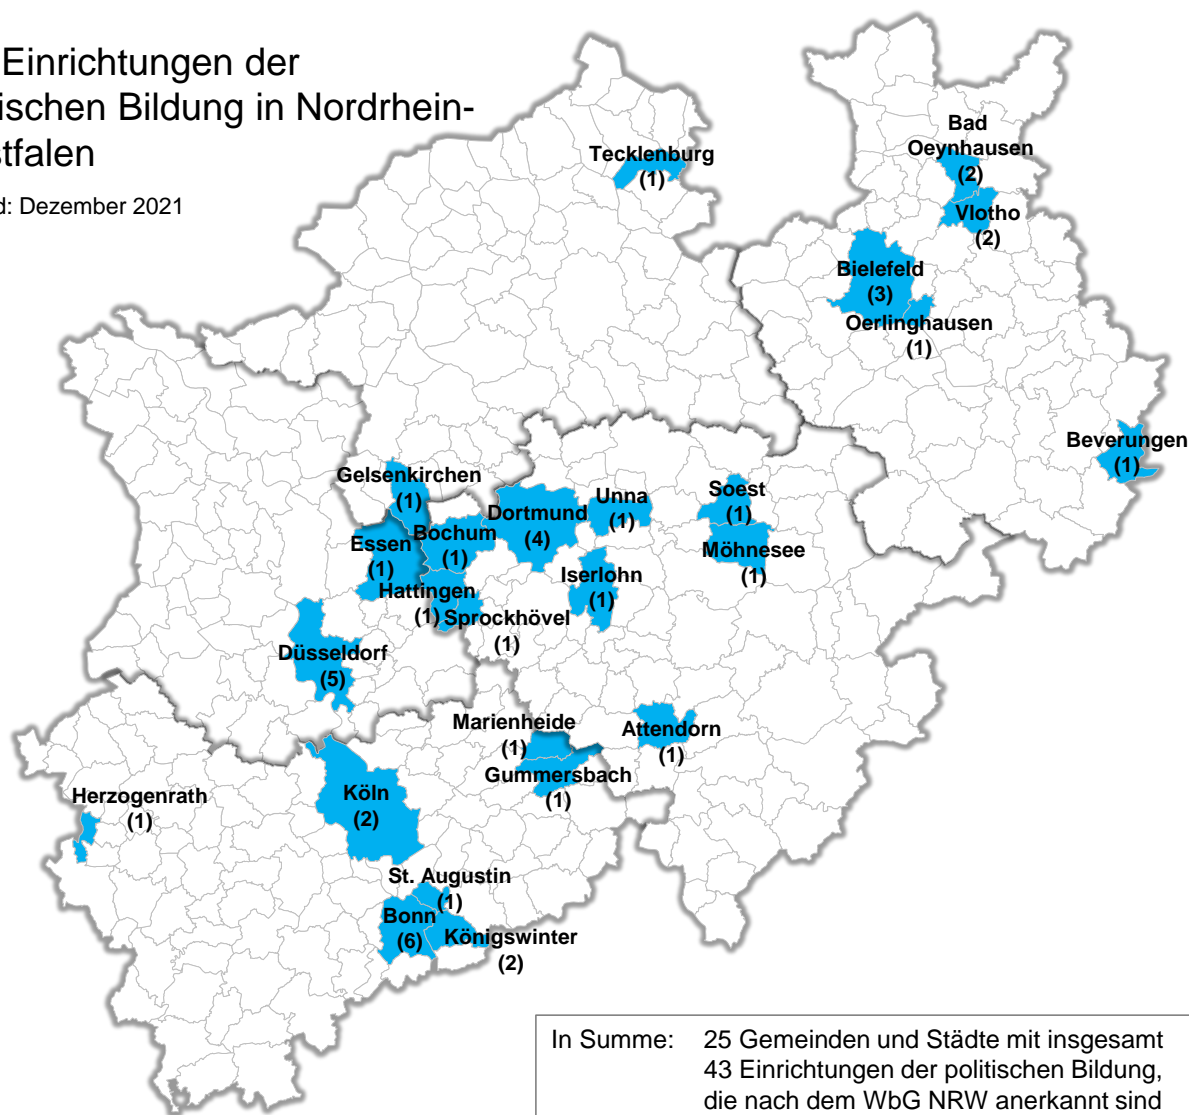 Einrichtungen der
ischen Bildung in Nordrhein-
stfalen
d: Dezember 2021
Tecklenburg
(1)
Bad
Oeynhausen
(2)
Vlotho
(2)
Bielefeld
(3)
Oerlinghausen
(1)
Beverungen
(1)
Gelsenkirchen
(1)
Dortmund
(4)
Unna
(1)
Soest
(1)
Bochum
(1)
Essen
(1)
Möhnesee
(1)
Iserlohn
(1)
Hattingen
(1)
Sprockhövel
(1)
Düsseldorf
(5)
Marienheide
(1)
Attendorn
(1)
Gummersbach
(1)
Herzogenrath
(1)
Köln
(2)
St. Augustin
(1)
Bonn
(6)
Königswinter
(2)
In Summe: 25 Gemeinden und Städte mit insgesamt
43 Einrichtungen der politischen Bildung,
die nach dem WbG NRW anerkannt sind